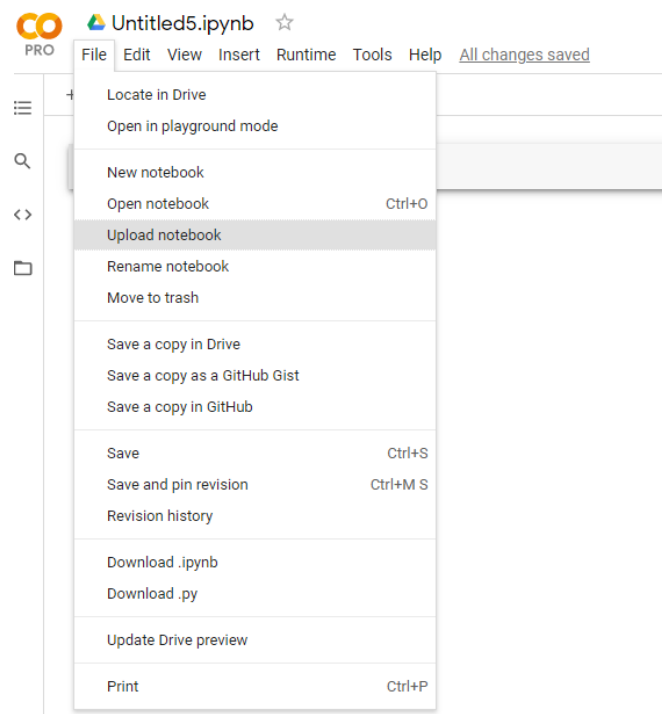 CO Untitled5.ipynb
PRO File Edit View Insert Runtime Tools Help All changes saved
+
Locate in Drive
Open in playground mode
New notebook
Open notebook Ctrl+O
Upload notebook
Rename notebook
Move to trash
Save a copy in Drive
Save a copy as a GitHub Gist
Save a copy in GitHub
Save Ctrl+S
Save and pin revision Ctrl+M S
Revision history
Download .ipynb
Download .py
Update Drive preview
Print Ctrl+P